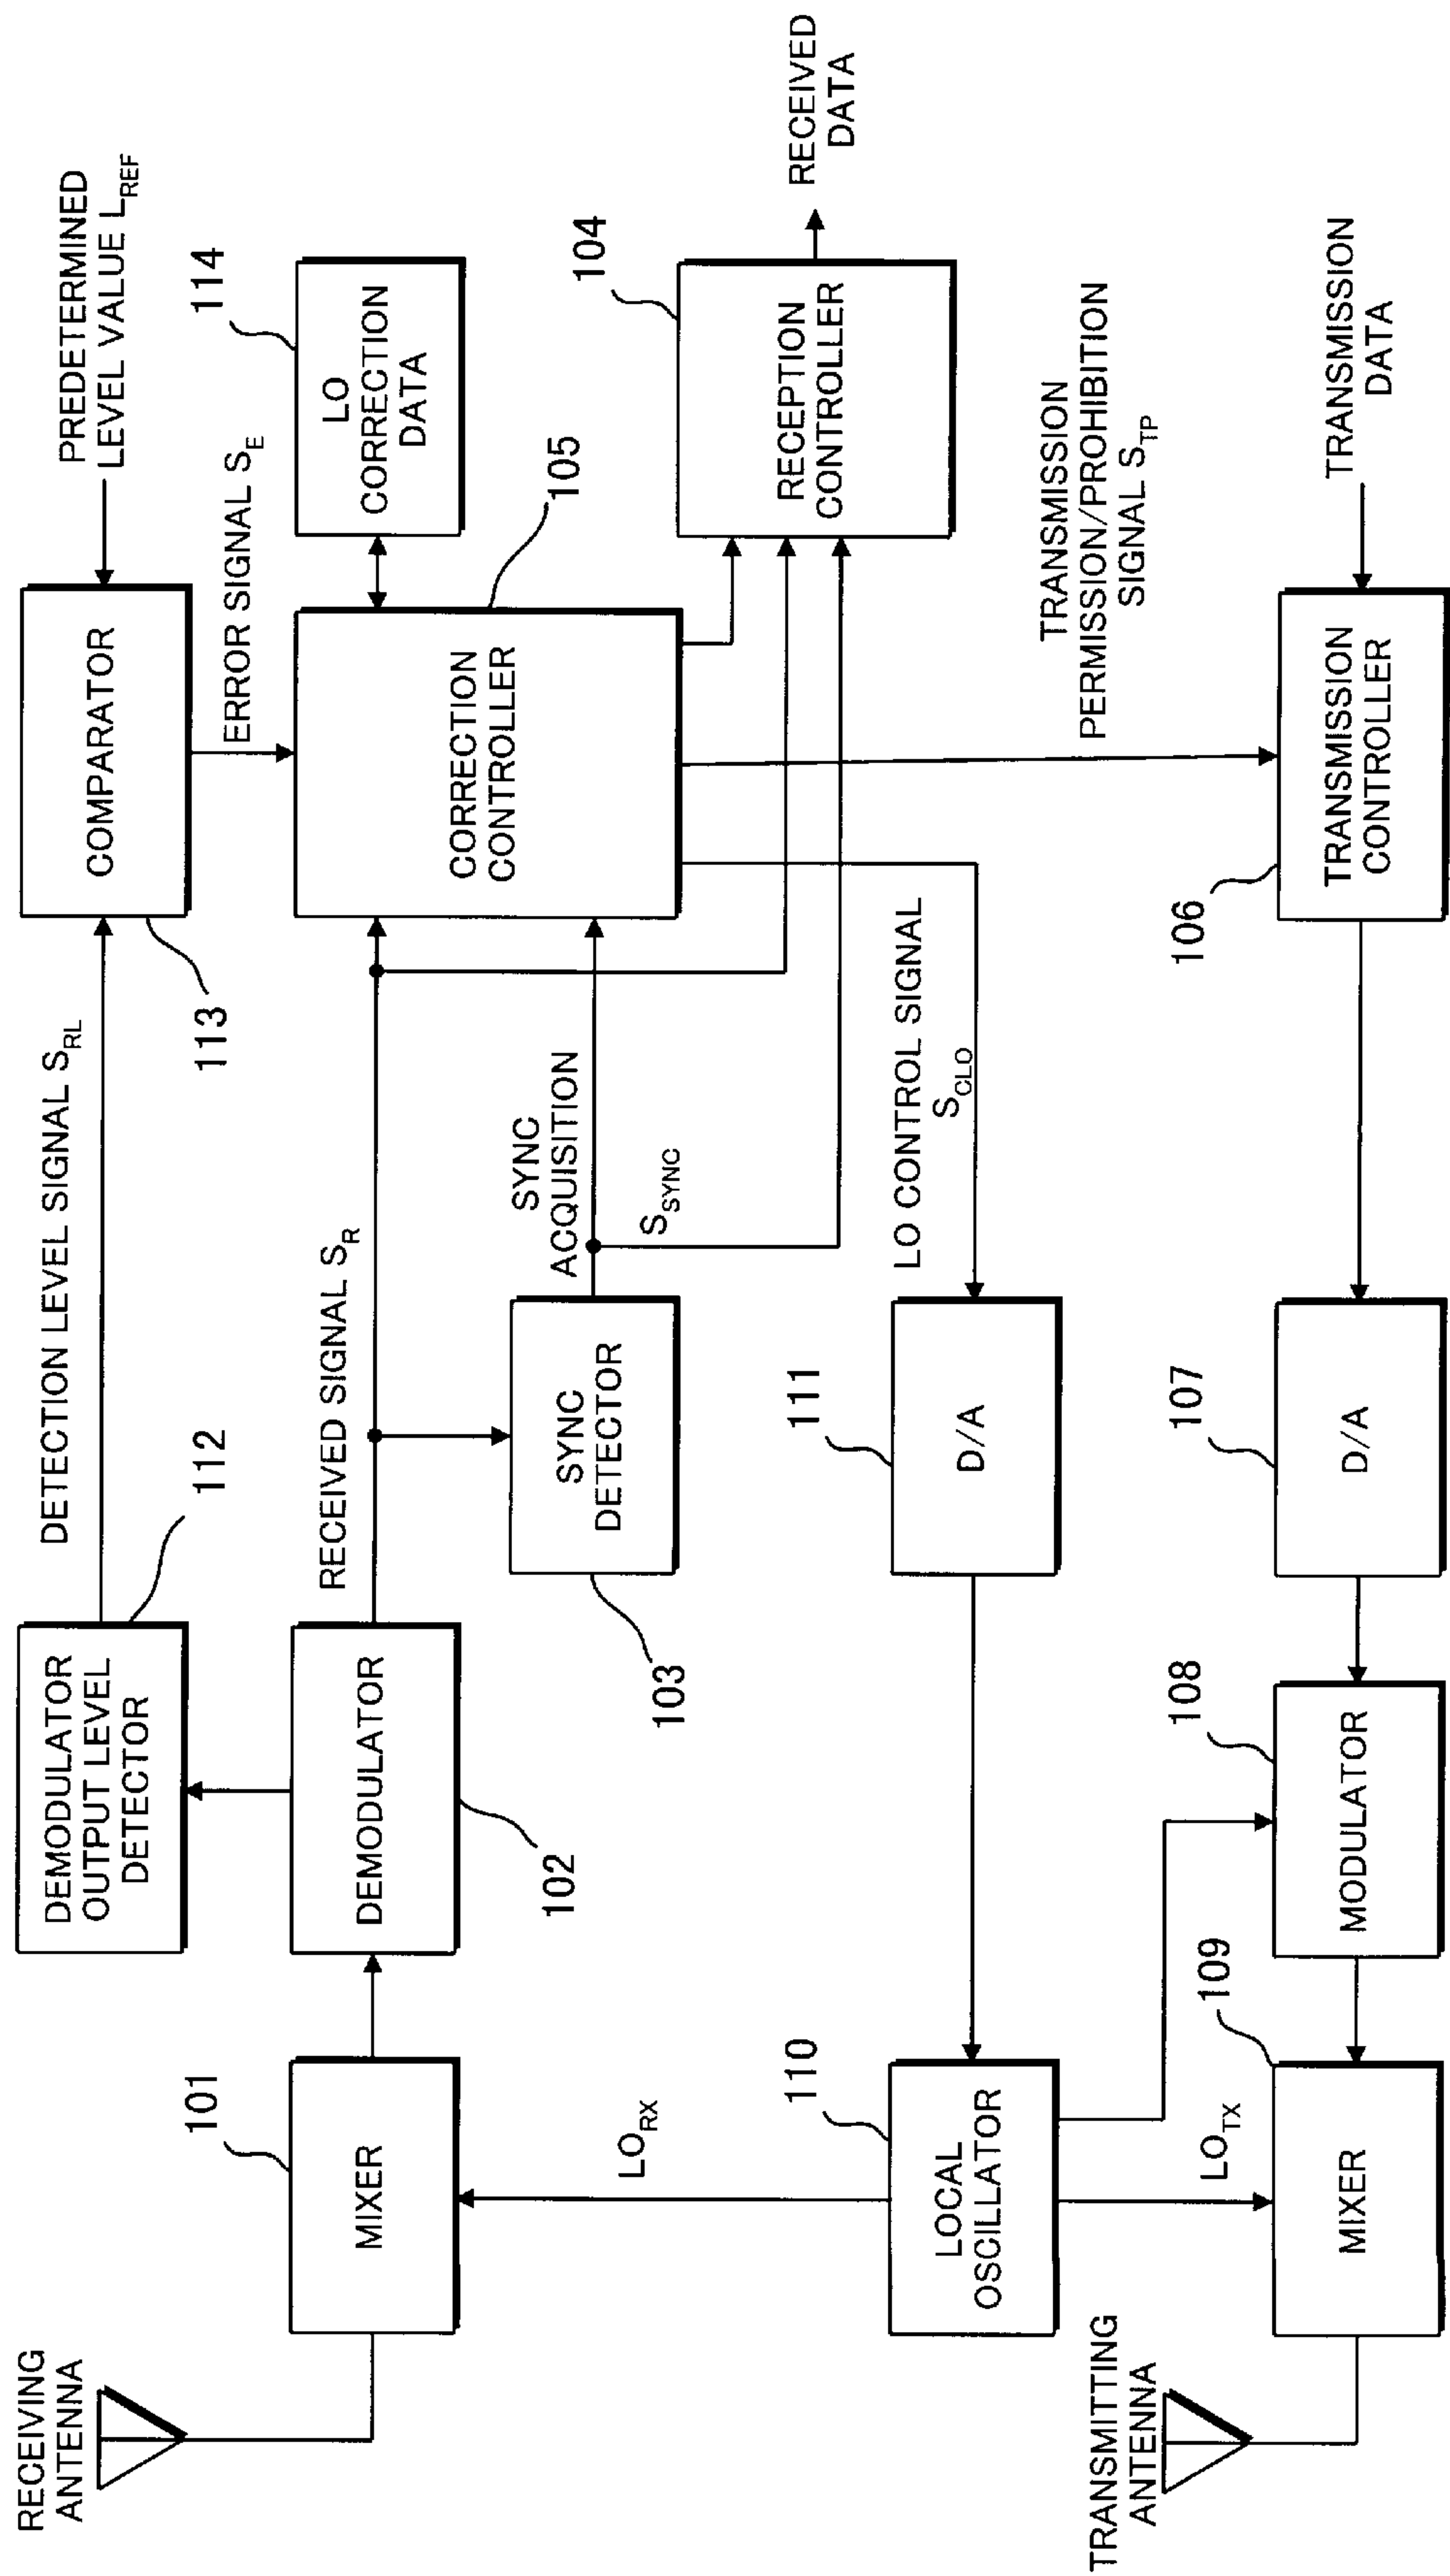 RECEIVING
ANTENNA
101
MIXER
LO_RX
DEMODULATOR
OUTPUT LEVEL
DETECTOR
112
DEMODULATOR
102
DETECTION LEVEL SIGNAL S_RL
RECEIVED SIGNAL S_R
SYNC
DETECTOR
103
SYNC
ACQUISITION
S_SYNC
PREDETERMINED
LEVEL VALUE L_REF
COMPARATOR
113
ERROR SIGNAL S_E
114
LO
CORRECTION
DATA
CORRECTION
CONTROLLER
105
104
RECEPTION
CONTROLLER
RECEIVED
DATA
TRANSMITTING
ANTENNA
110
LOCAL
OSCILLATOR
LO_TX
109
MIXER
108
MODULATOR
111
D/A
107
D/A
LO CONTROL SIGNAL
S_CLO
TRANSMISSION
PERMISSION/PROHIBITION
SIGNAL S_TP
106
TRANSMISSION
CONTROLLER
TRANSMISSION
DATA